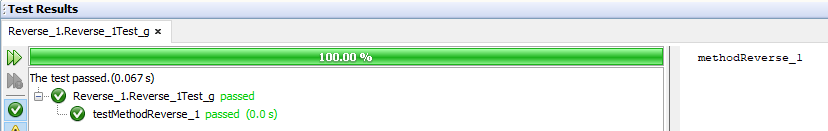 Test Results
Reverse_1.Reverse_1Test_g ×
100.00 %
The test passed.(0.067 s)
Reverse_1.Reverse_1Test_g passed
testMethodReverse_1 passed (0.0 s)
methodReverse_1